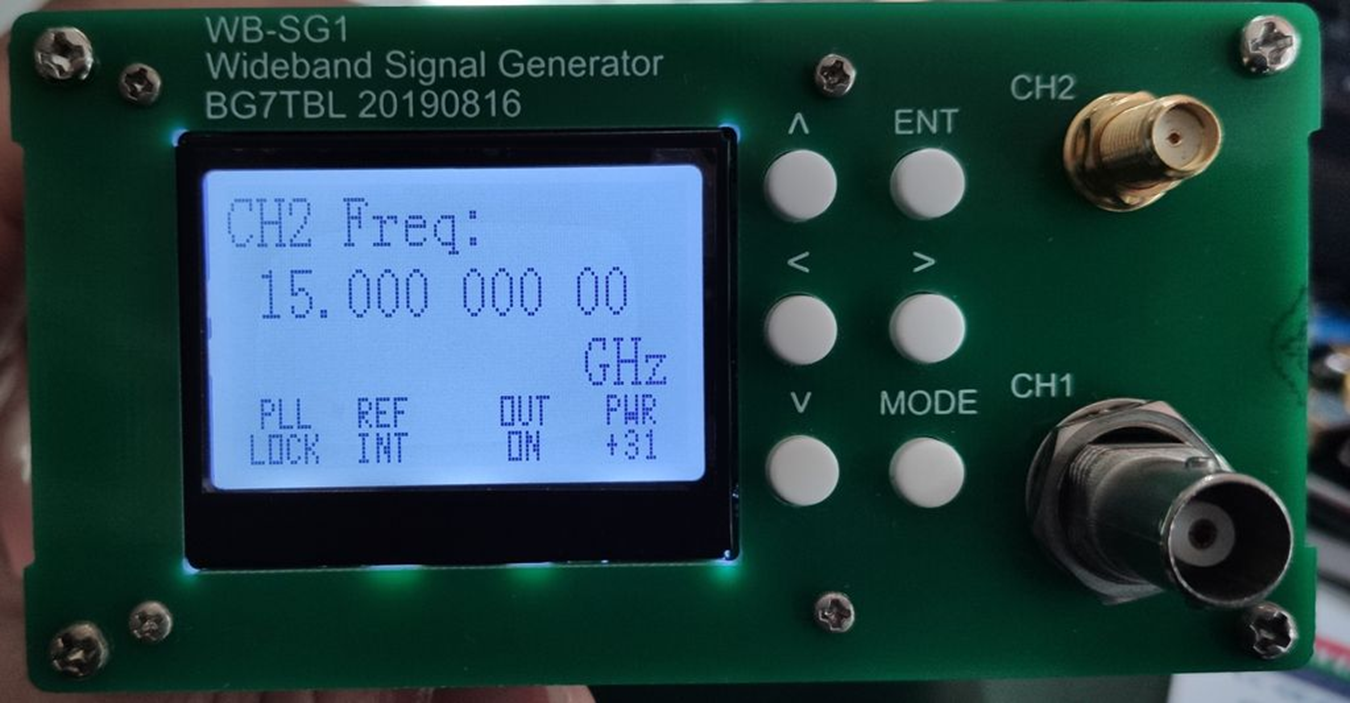 WB-SG1
Wideband Signal Generator
BG7TBL 20190816
CH2 Freq:
15.000 000 00
GHz
PLL REF OUT PWR
LOCK INT ON +31
ʌ ENT
< >
v MODE
CH2
CH1